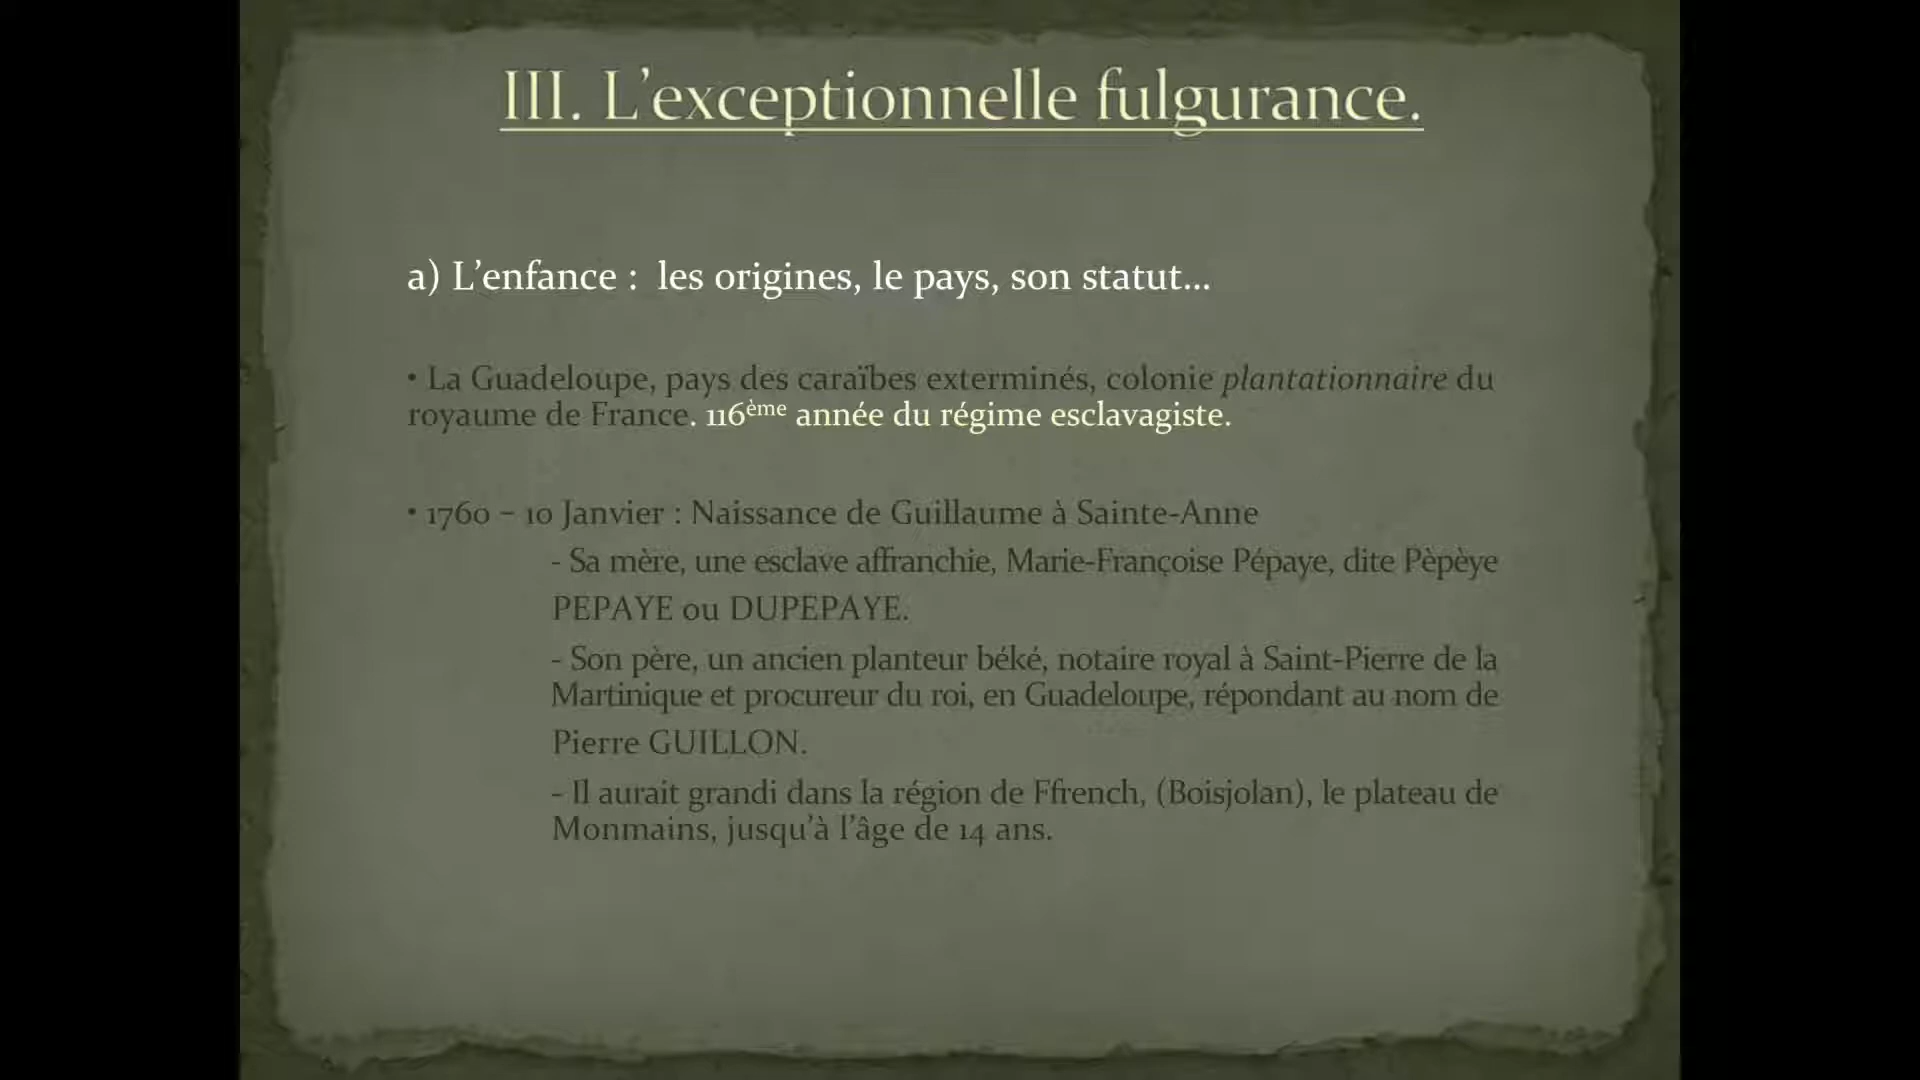 III. L’exceptionnelle fulgurance.
a) L’enfance :  les origines, le pays, son statut...
• La Guadeloupe, pays des caraïbes exterminés, colonie plantationnaire du
royaume de France. 116ème année du régime esclavagiste.
• 1760 – 10 Janvier : Naissance de Guillaume à Sainte-Anne
- Sa mère, une esclave affranchie, Marie-Françoise Pépaye, dite Pèpèye
PEPAYE ou DUPEPAYE.
- Son père, un ancien planteur béké, notaire royal à Saint-Pierre de la
Martinique et procureur du roi, en Guadeloupe, répondant au nom de
Pierre GUILLON.
- Il aurait grandi dans la région de Ffrench, (Boisjolan), le plateau de
Monmains, jusqu’à l’âge de 14 ans.